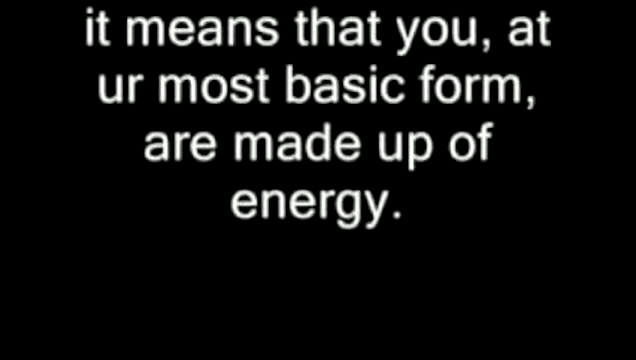 it means that you, at
ur most basic form,
are made up of
energy.